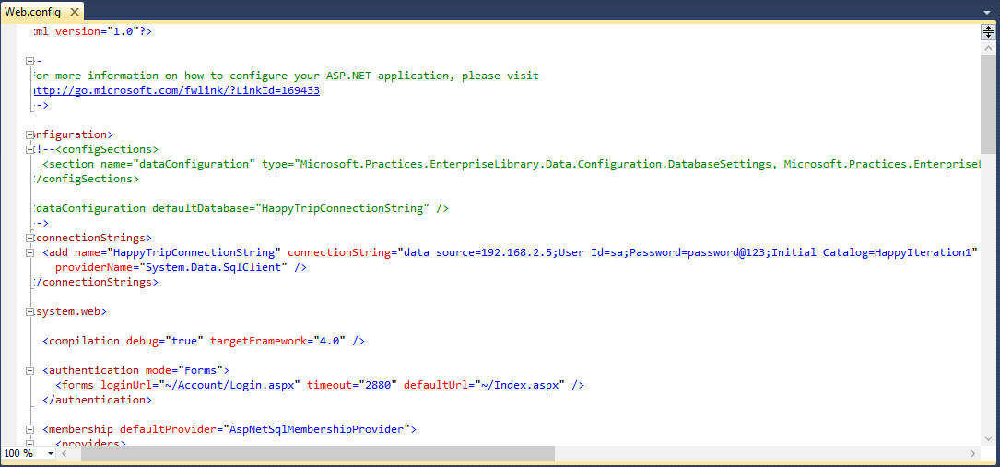 Web.config
ml version="1.0"?>
-
or more information on how to configure your ASP.NET application, please visit
ttp://go.microsoft.com/fwlink/?LinkId=169433
->
nfiguration>
!--<configSections>
<section name="dataConfiguration" type="Microsoft.Practices.EnterpriseLibrary.Data.Configuration.DatabaseSettings, Microsoft.Practices.EnterpriseL
/configSections>
dataConfiguration defaultDatabase="HappyTripConnectionString" />
->
connectionStrings>
<add name="HappyTripConnectionString" connectionString="data source=192.168.2.5;User Id=sa;Password=password@123;Initial Catalog=HappyIteration1"
providerName="System.Data.SqlClient" />
/connectionStrings>
system.web>
<compilation debug="true" targetFramework="4.0" />
<authentication mode="Forms">
<forms loginUrl="~/Account/Login.aspx" timeout="2880" defaultUrl="~/Index.aspx" />
</authentication>
<membership defaultProvider="AspNetSqlMembershipProvider">
<providers>
100 %